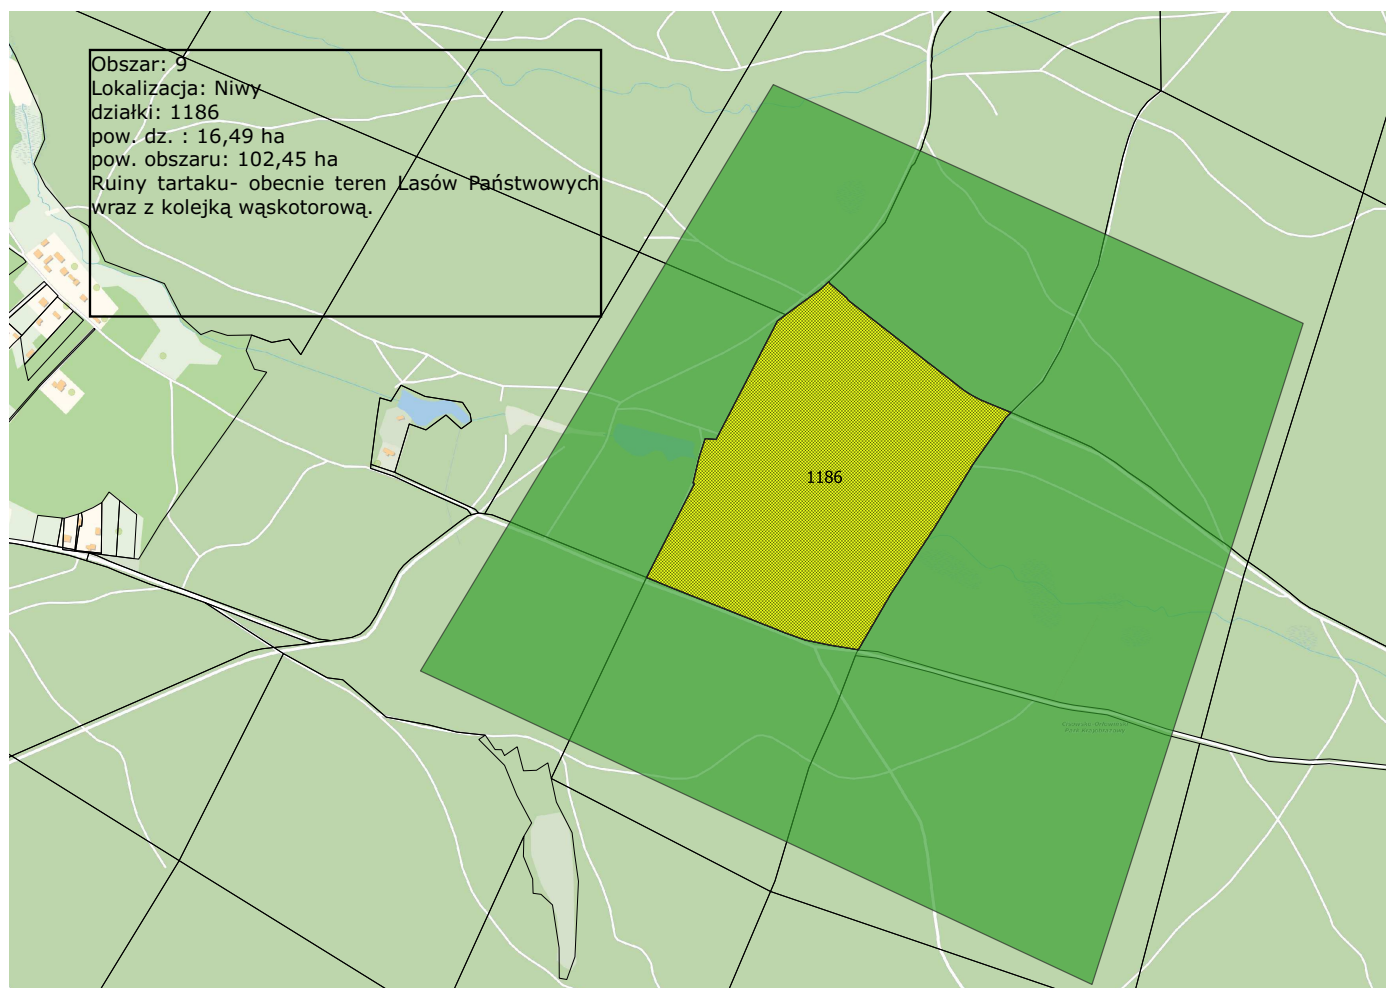 Obszar: 9
Lokalizacja: Niwy
działki: 1186
pow. dz. : 16,49 ha
pow. obszaru: 102,45 ha
Ruiny tartaku- obecnie teren Lasów Państwowych
wraz z kolejką wąskotorową.
1186